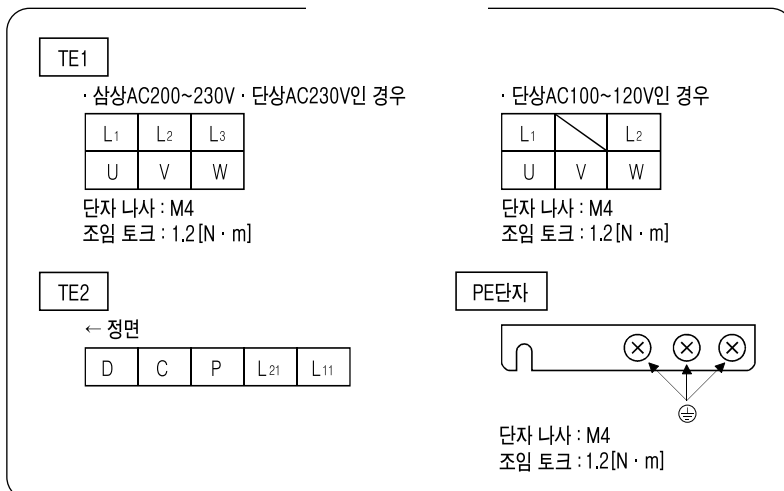 TE1
· 삼상AC200~230V · 단상AC230V인 경우
L1 L2 L3
U V W
단자 나사 : M4
조임 토크 : 1.2[N · m]
· 단상AC100~120V인 경우
L1 L2
U V W
단자 나사 : M4
조임 토크 : 1.2[N · m]
TE2
← 정면
D C P L21 L11
PE단자
단자 나사 : M4
조임 토크 : 1.2[N · m]